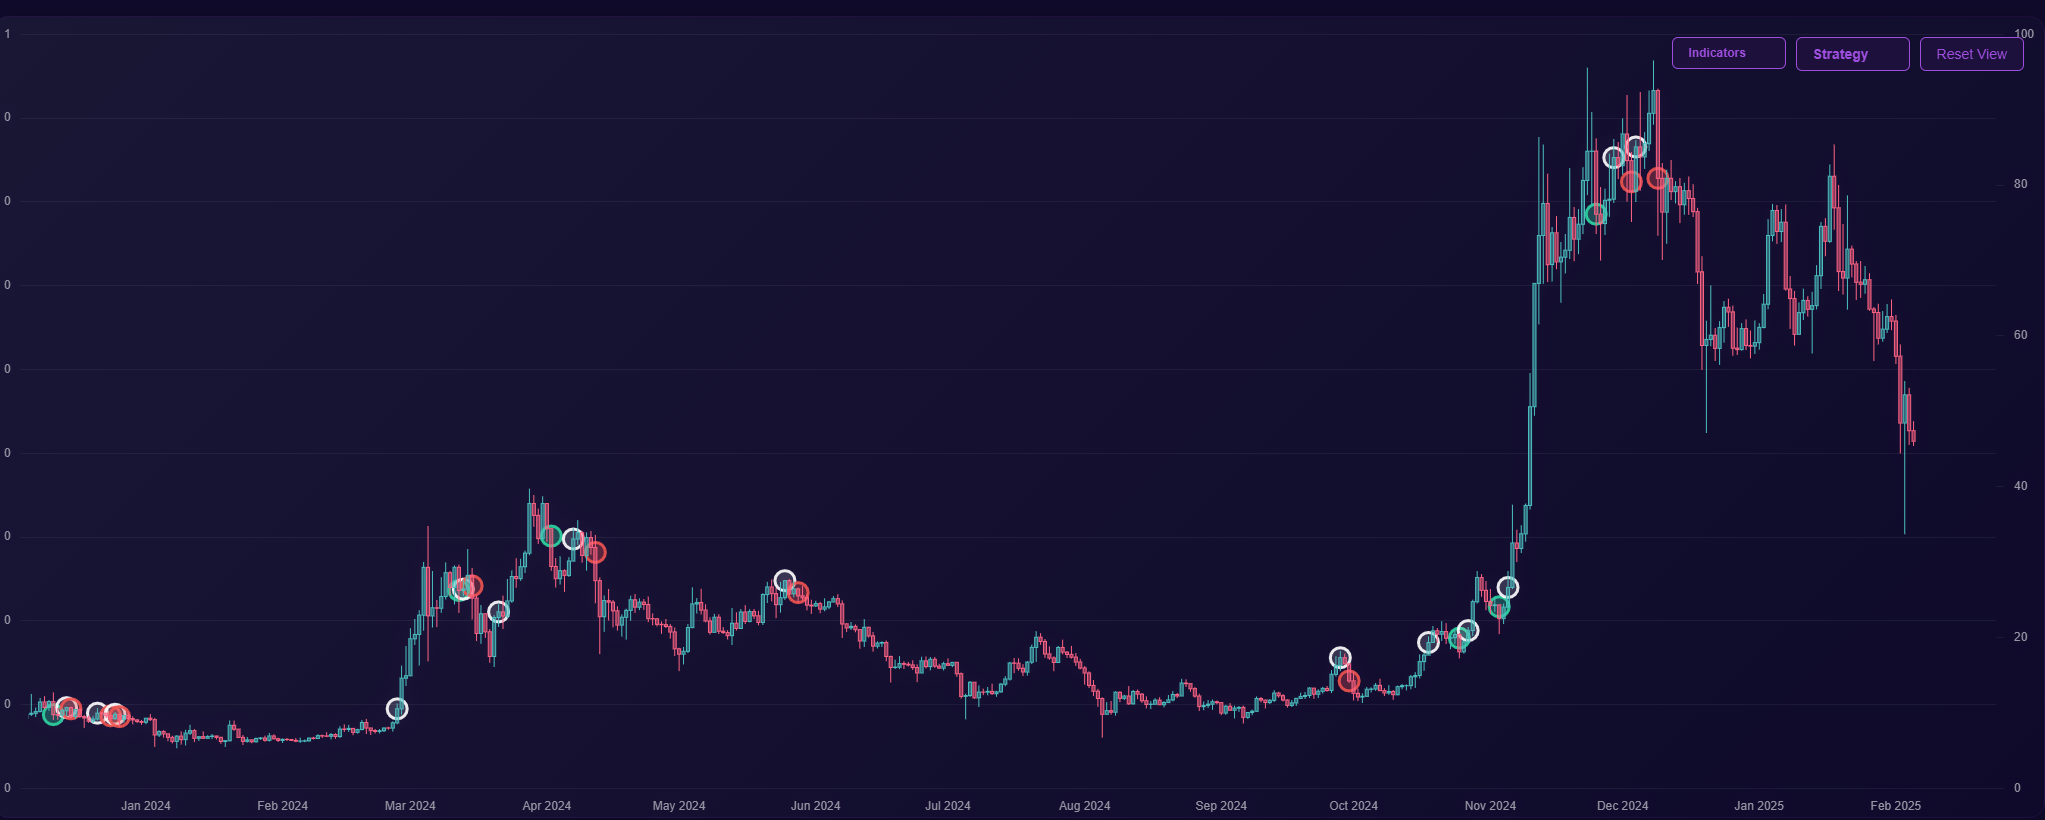 1
100
Indicators
Strategy
Reset View
0
80
0
0
60
0
0
40
0
0
20
0
0
0
Jan 2024
Feb 2024
Mar 2024
Apr 2024
May 2024
Jun 2024
Jul 2024
Aug 2024
Sep 2024
Oct 2024
Nov 2024
Dec 2024
Jan 2025
Feb 2025